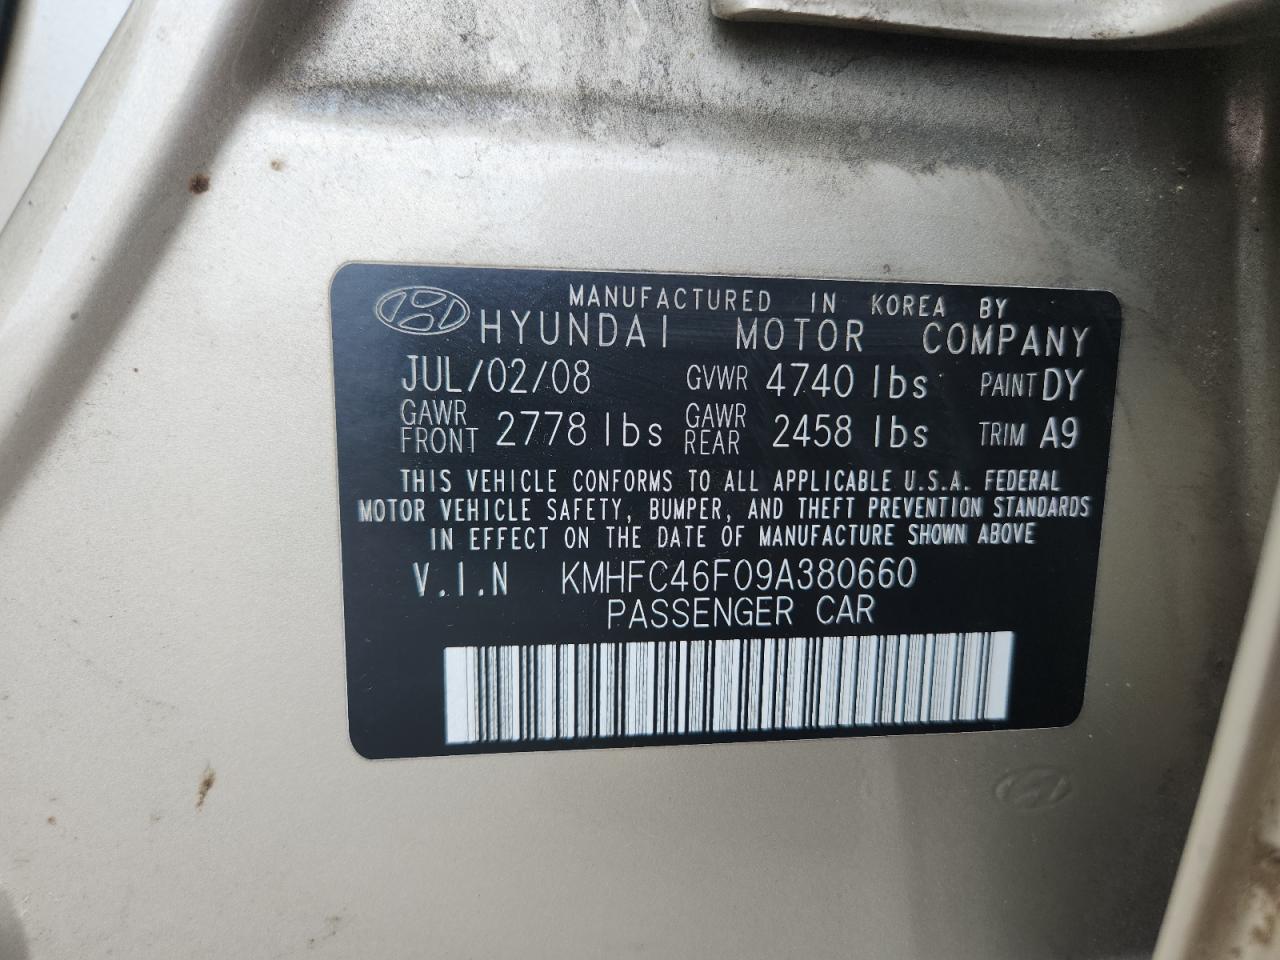 MANUFACTURED IN KOREA BY
HYUNDAI MOTOR COMPANY
JUL/02/08 GVWR 4740 lbs PAINT DY
GAWR FRONT 2778 lbs GAWR REAR 2458 lbs TRIM A9
THIS VEHICLE CONFORMS TO ALL APPLICABLE U.S.A. FEDERAL
MOTOR VEHICLE SAFETY, BUMPER, AND THEFT PREVENTION STANDARDS
IN EFFECT ON THE DATE OF MANUFACTURE SHOWN ABOVE
V.I.N KMHFC46F09A380660
PASSENGER CAR